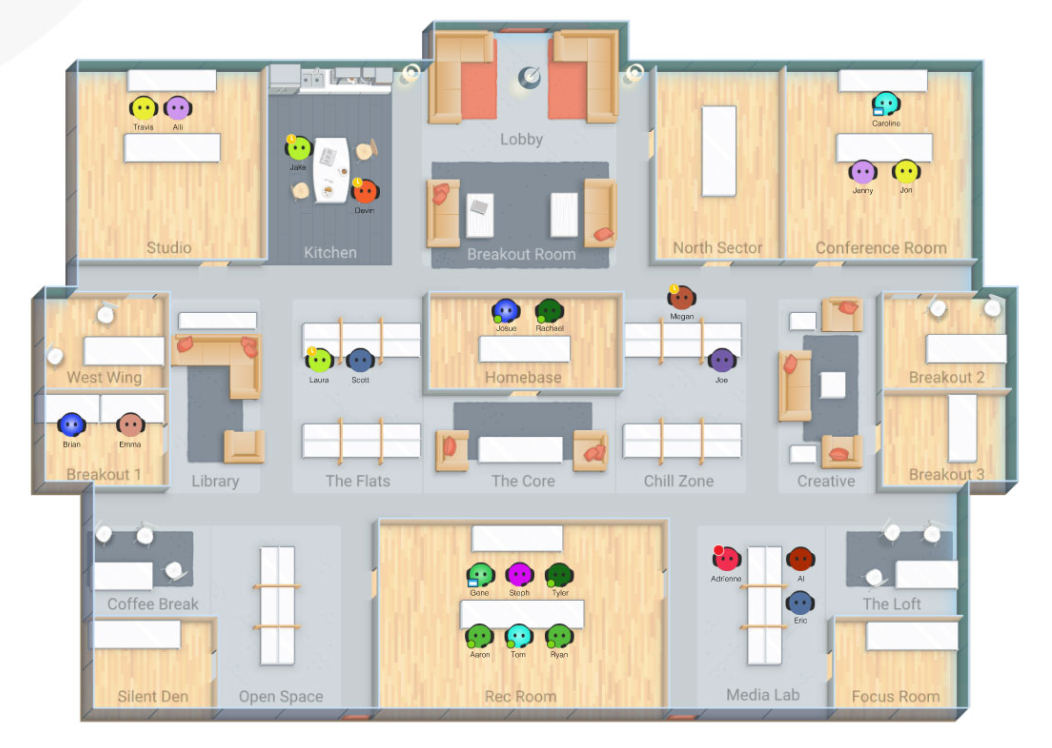 Travis
Alli
Studio
Jake
Devin
Kitchen
Lobby
Breakout Room
North Sector
Caroline
Jenny
Jon
Conference Room
West Wing
Brian
Emma
Breakout 1
Library
Laura
Scott
The Flats
Josue
Rachael
Homebase
The Core
Megan
Joe
Chill Zone
Creative
Breakout 2
Breakout 3
Coffee Break
Silent Den
Open Space
Gene
Steph
Tyler
Aaron
Tom
Ryan
Rec Room
Adrienne
Al
Eric
Media Lab
The Loft
Focus Room